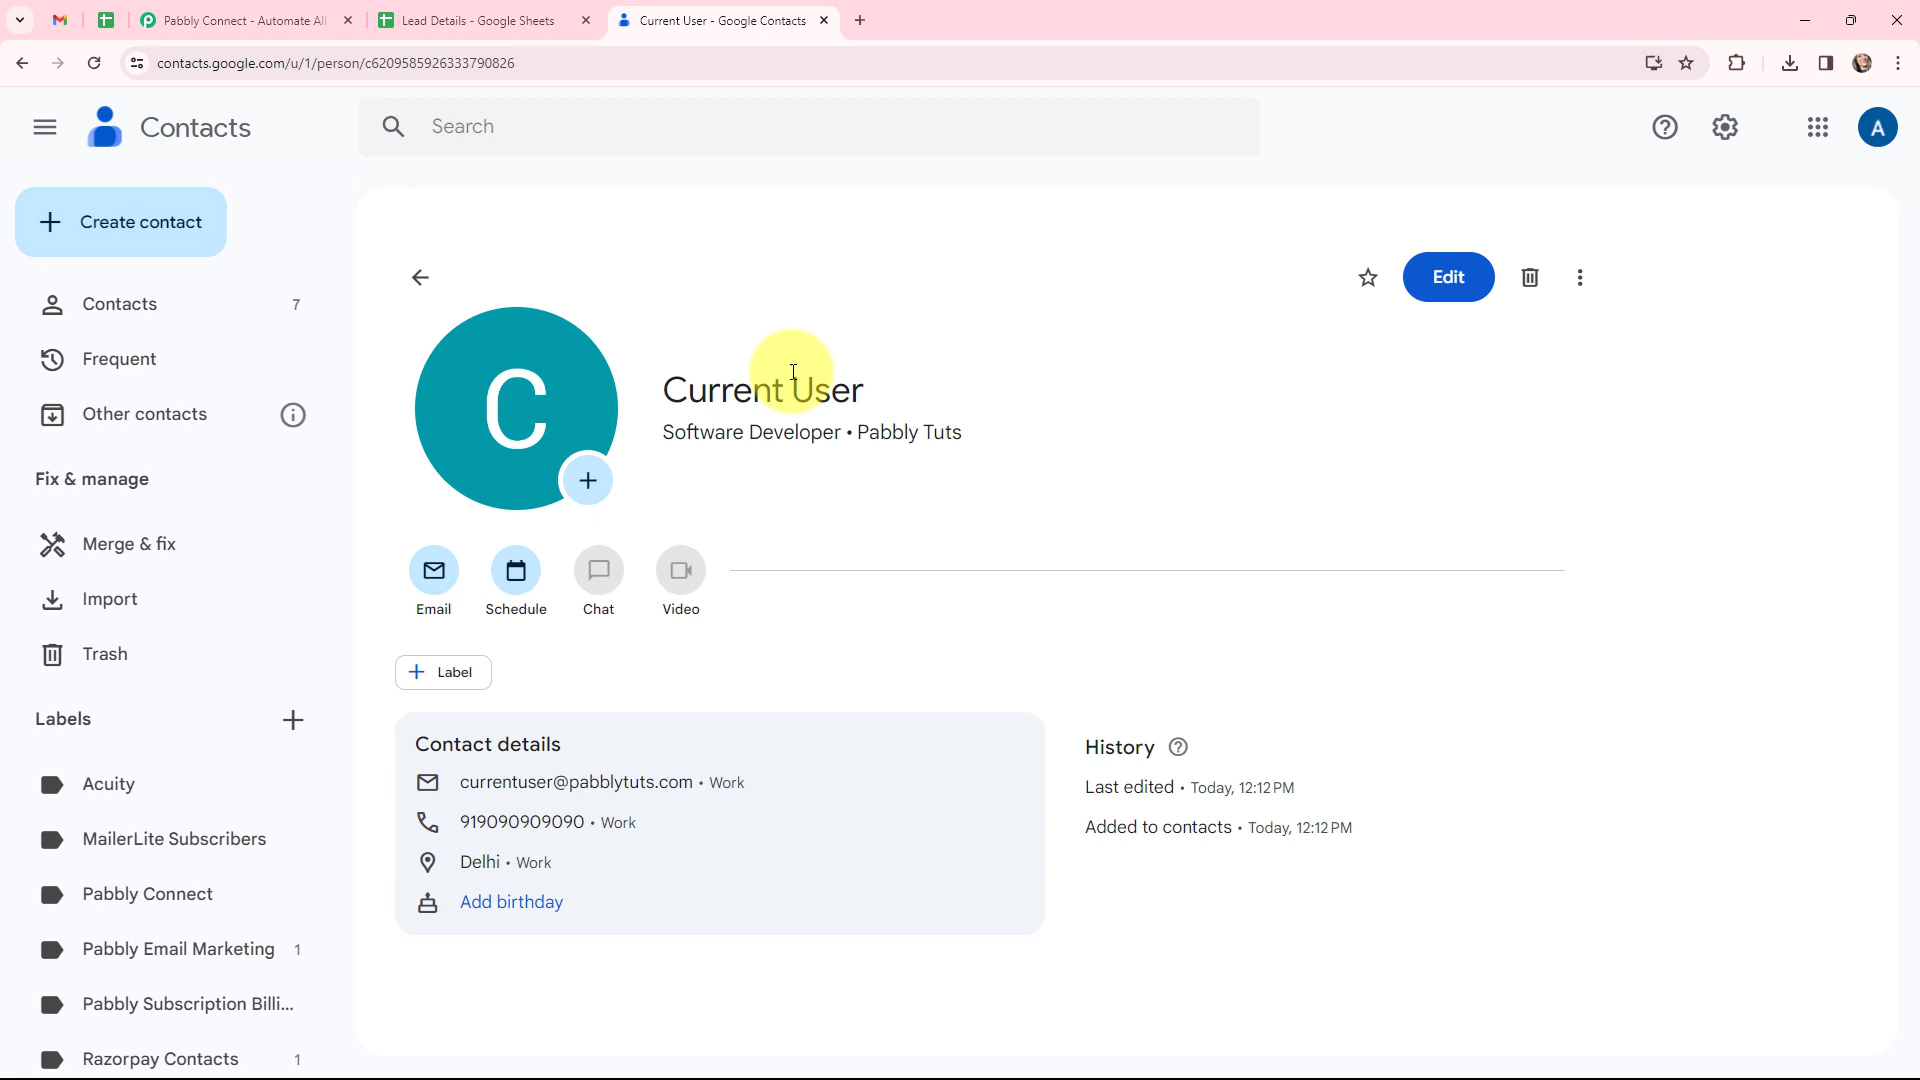 Pabbly Connect - Automate All
Lead Details - Google Sheets
Current User - Google Contacts
contacts.google.com/u/1/person/c6209585926333790826
Contacts
Search
A
Create contact
Contacts 7
Frequent
Other contacts
Fix & manage
Merge & fix
Import
Trash
Labels
Acuity
MailerLite Subscribers
Pabbly Connect
Pabbly Email Marketing 1
Pabbly Subscription Billi...
Razorpay Contacts 1
Edit
C
Current User
Software Developer • Pabbly Tuts
Email Schedule Chat Video
Label
Contact details
currentuser@pabblytuts.com • Work
919090909090 • Work
Delhi • Work
Add birthday
History
Last edited • Today, 12:12 PM
Added to contacts • Today, 12:12 PM